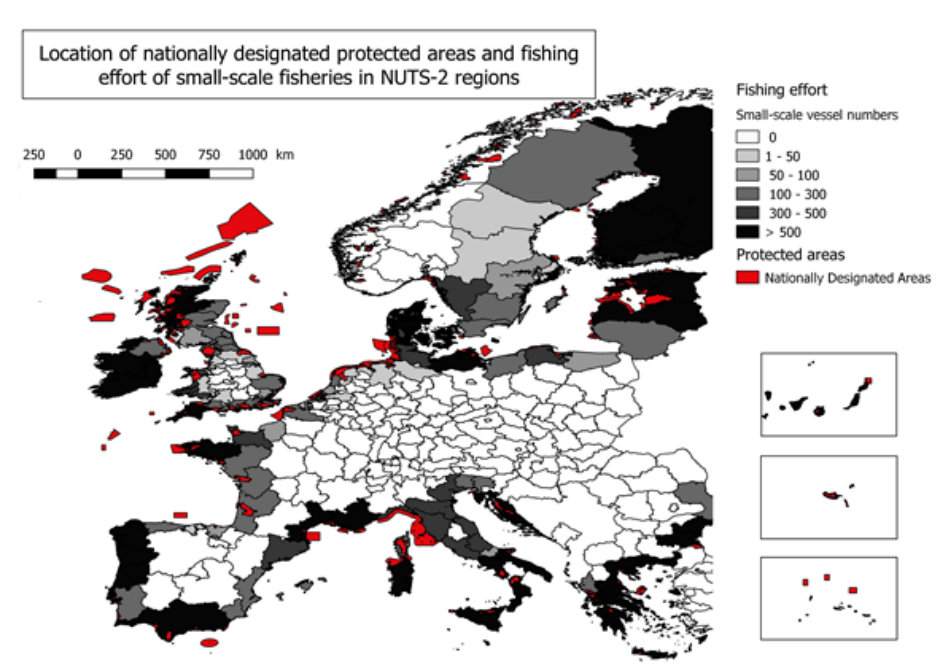 Location of nationally designated protected areas and fishing
effort of small-scale fisheries in NUTS-2 regions
Fishing effort
Small-scale vessel numbers
0
1 - 50
50 - 100
100 - 300
300 - 500
> 500
Protected areas
Nationally Designated Areas
250 0 250 500 750 1000 km